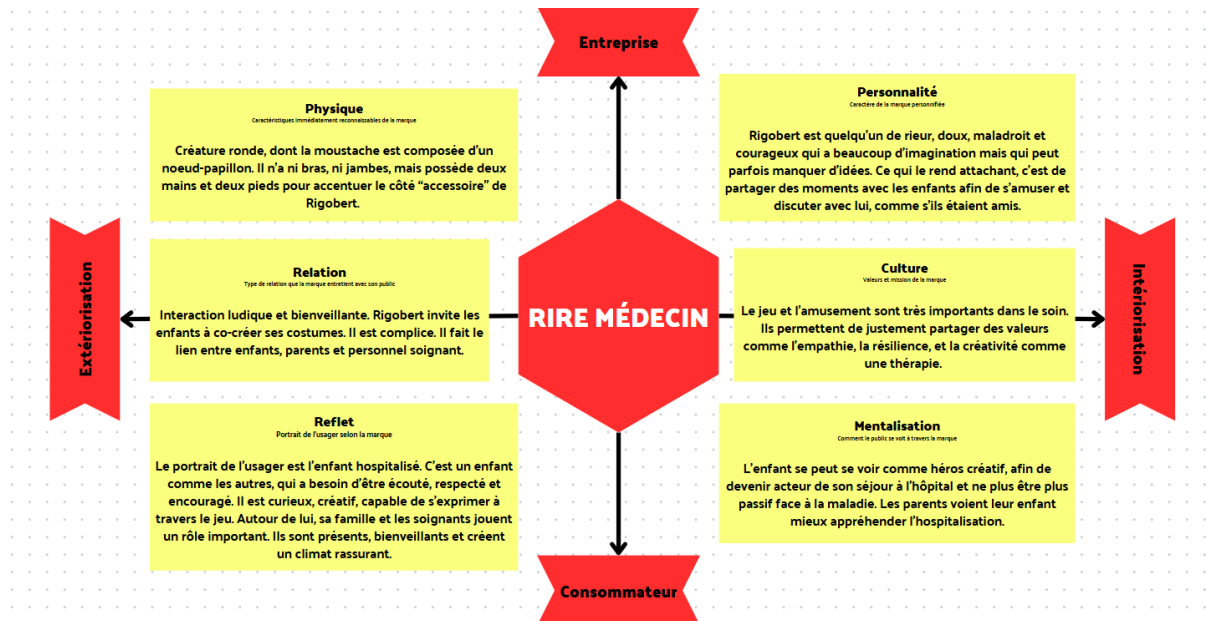 Entreprise
Physique
Caractéristiques immédiatement reconnaissables de la marque
Créature ronde, dont la moustache est composée d'un
noeud-papillon. Il n'a ni bras, ni jambes, mais possède deux
mains et deux pieds pour accentuer le côté "accessoire" de
Rigobert.
Personnalité
Caractère de la marque personnifiée
Rigobert est quelqu'un de rieur, doux, maladroit et
courageux qui a beaucoup d'imagination mais qui peut
parfois manquer d'idées. Ce qui le rend attachant, c'est de
partager des moments avec les enfants afin de s'amuser et
discuter avec lui, comme s'ils étaient amis.
Extériorisation
Relation
Type de relation que la marque entretient avec son public
Interaction ludique et bienveillante. Rigobert invite les
enfants à co-créer ses costumes. Il est complice. Il fait le
lien entre enfants, parents et personnel soignant.
RIRE MÉDECIN
Culture
Valeurs et mission de la marque
Le jeu et l'amusement sont très importants dans le soin.
Ils permettent de justement partager des valeurs
comme l'empathie, la résilience, et la créativité comme
une thérapie.
Intériorisation
Reflet
Portrait de l'usager selon la marque
Le portrait de l'usager est l'enfant hospitalisé. C'est un enfant
comme les autres, qui a besoin d'être écouté, respecté et
encouragé. Il est curieux, créatif, capable de s'exprimer à
travers le jeu. Autour de lui, sa famille et les soignants jouent
un rôle important. Ils sont présents, bienveillants et créent
un climat rassurant.
Mentalisation
Comment le public se voit à travers la marque
L'enfant se peut se voir comme héros créatif, afin de
devenir acteur de son séjour à l'hôpital et ne plus être plus
passif face à la maladie. Les parents voient leur enfant
mieux appréhender l'hospitalisation.
Consommateur